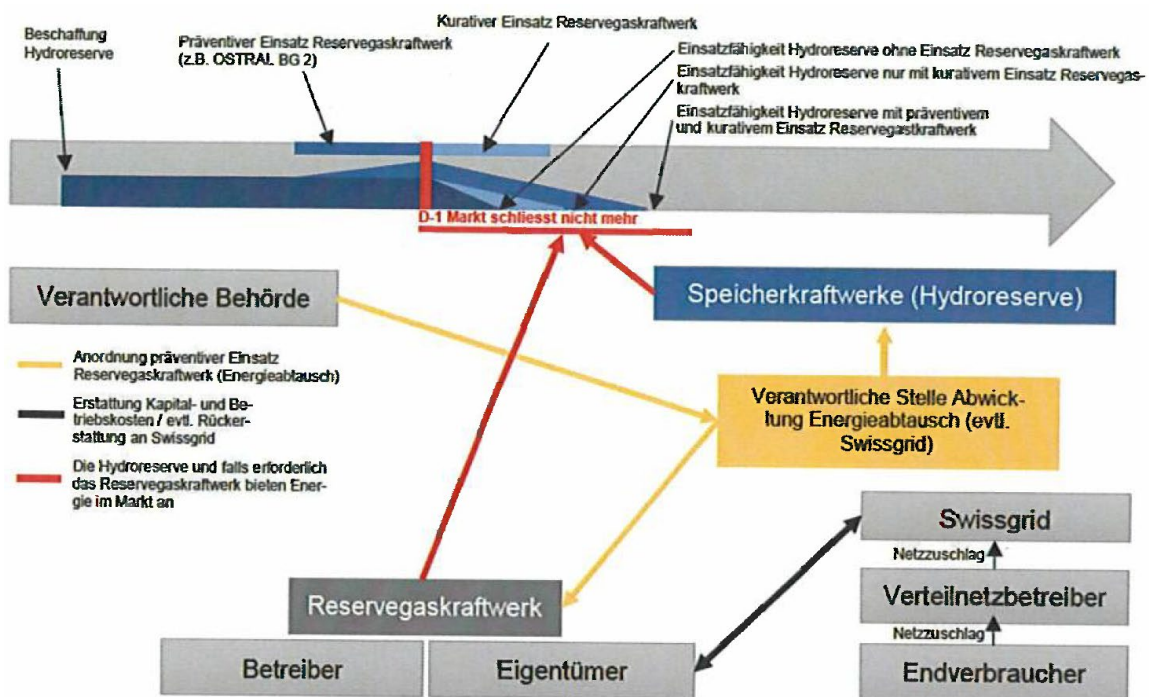 Beschaffung
Hydroreserve
Präventiver Einsatz Reservegaskraftwerk
(z.B. OSTRAL BG 2)
Kurativer Einsatz Reservegaskraftwerk
Einsatzfähigkeit Hydroreserve ohne Einsatz Reservegaskraftwerk
Einsatzfähigkeit Hydroreserve nur mit kurativem Einsatz Reservegas-
kraftwerk
Einsatzfähigkeit Hydroreserve mit präventivem
und kurativem Einsatz Reservegastkraftwerk
D-1 Markt schliesst nicht mehr
Verantwortliche Behörde
Speicherkraftwerke (Hydroreserve)
Anordnung präventiver Einsatz
Reservegaskraftwerk (Energieabtausch)
Erstattung Kapital- und Be-
triebskosten / evtl. Rücker-
stattung an Swissgrid
Die Hydroreserve und falls erforderlich
das Reservegaskraftwerk bieten Ener-
gie im Markt an
Verantwortliche Stelle Abwick-
lung Energieabtausch (evtl.
Swissgrid)
Swissgrid
Netzzuschlag
Verteilnetzbetreiber
Netzzuschlag
Endverbraucher
Reservegaskraftwerk
Betreiber
Eigentümer